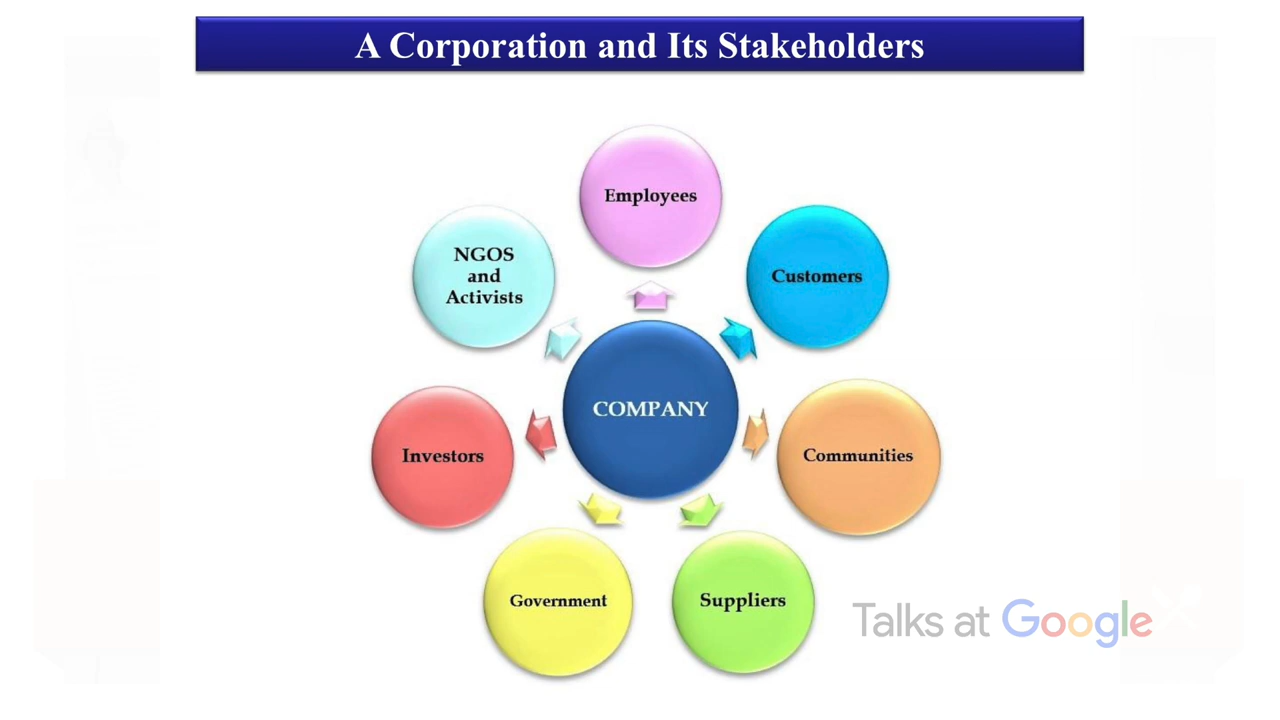 A Corporation and Its Stakeholders
Employees
NGOS
and
Activists
Customers
COMPANY
Investors
Communities
Government
Suppliers
Talks at Google